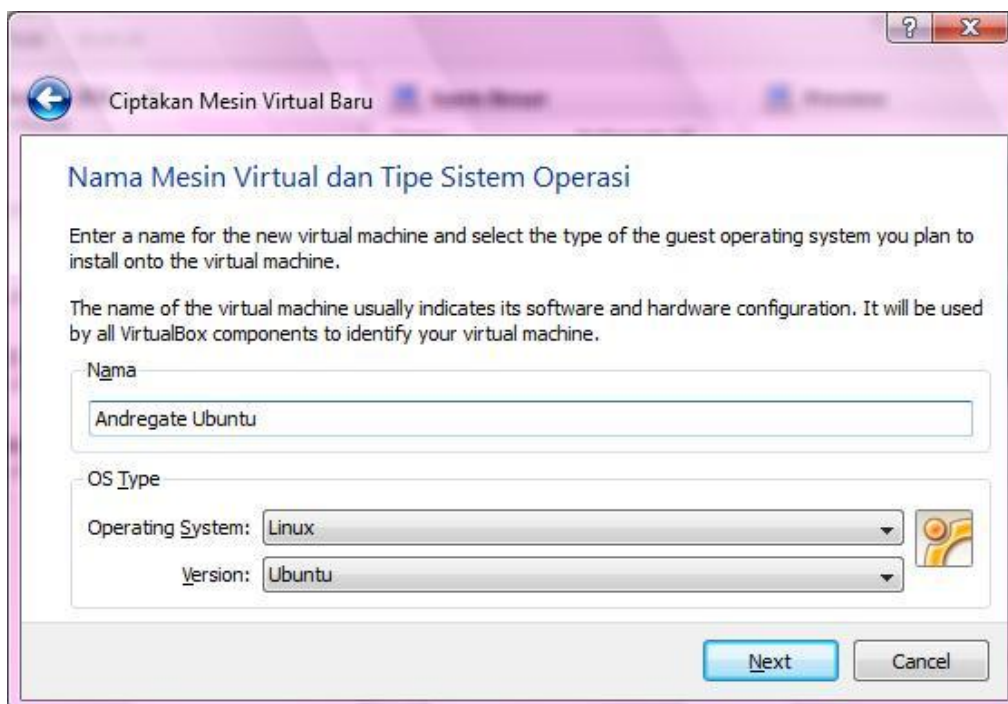 Ciptakan Mesin Virtual Baru
Nama Mesin Virtual dan Tipe Sistem Operasi
Enter a name for the new virtual machine and select the type of the guest operating system you plan to
install onto the virtual machine.
The name of the virtual machine usually indicates its software and hardware configuration. It will be used
by all VirtualBox components to identify your virtual machine.
Nama
Andregate Ubuntu
OS Type
Operating System: Linux
Version: Ubuntu
Next Cancel